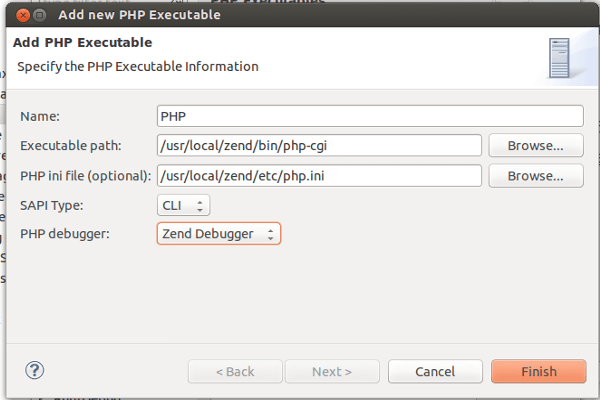 Add new PHP Executable
Add PHP Executable
Specify the PHP Executable Information
Name: PHP
Executable path: /usr/local/zend/bin/php-cgi Browse...
PHP ini file (optional): /usr/local/zend/etc/php.ini Browse...
SAPI Type: CLI
PHP debugger: Zend Debugger
? < Back Next > Cancel Finish